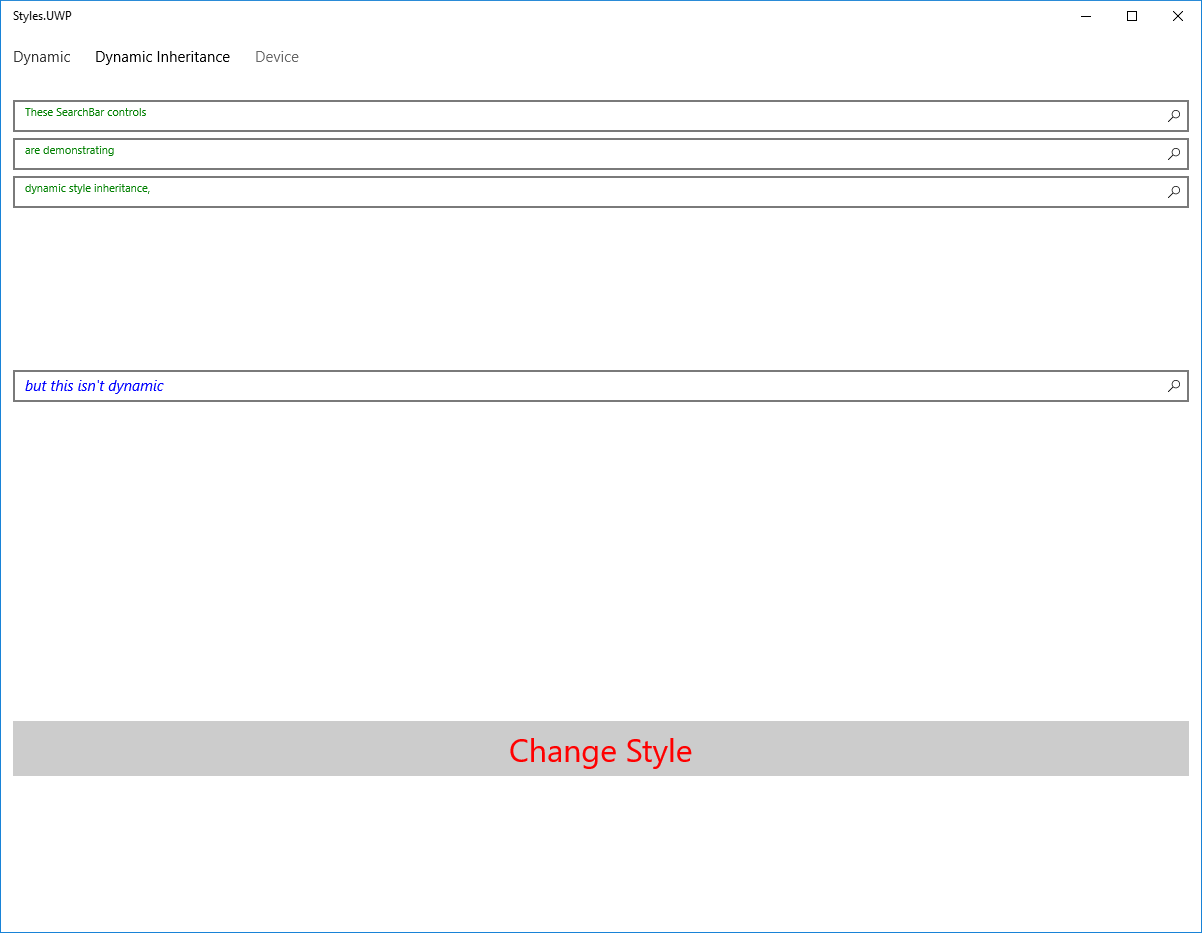 Styles.UWP
Dynamic Dynamic Inheritance Device
These SearchBar controls
are demonstrating
dynamic style inheritance,
but this isn't dynamic
Change Style